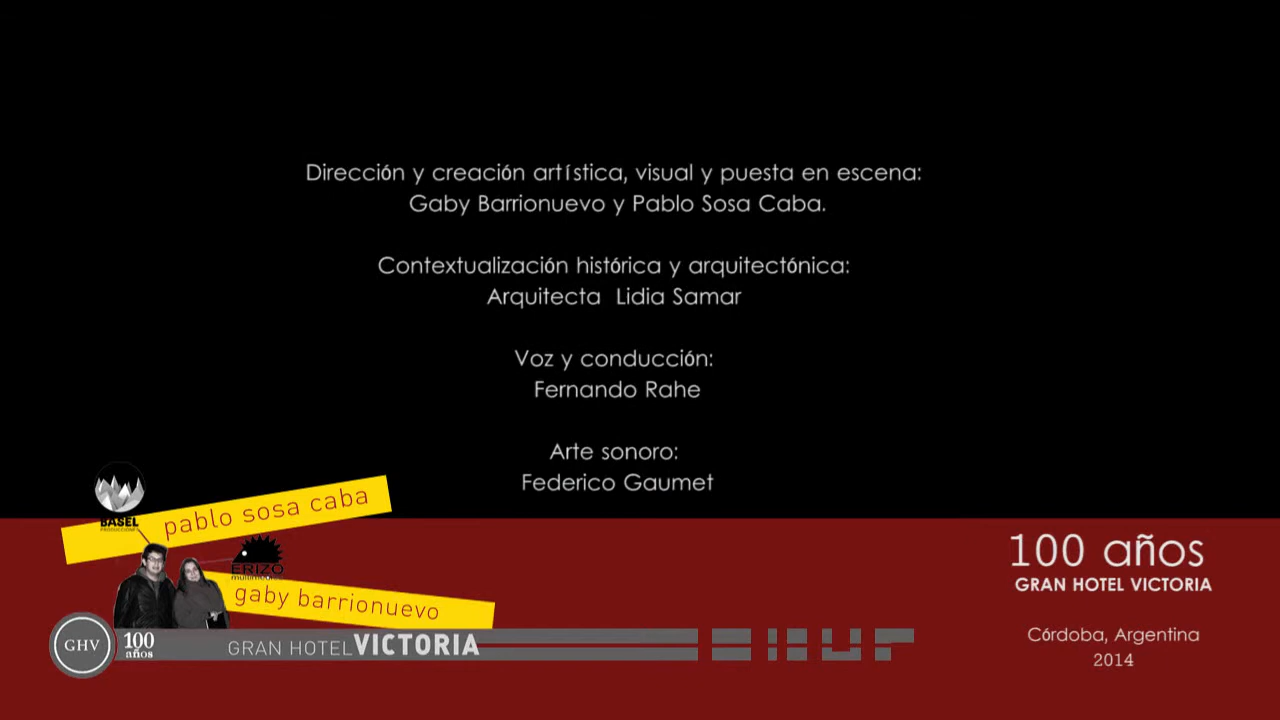 Dirección y creación artística, visual y puesta en escena:
Gaby Barrionuevo y Pablo Sosa Caba.
Contextualización histórica y arquitectónica:
Arquitecta Lidia Samar
Voz y conducción:
Fernando Rahe
Arte sonoro:
Federico Gaumet
BASEL
PRODUCCIONES
pablo sosa caba
ERIZO
multimedia
gaby barrionuevo
GHV
100
años
GRAN HOTEL VICTORIA
100 años
GRAN HOTEL VICTORIA
Córdoba, Argentina
2014